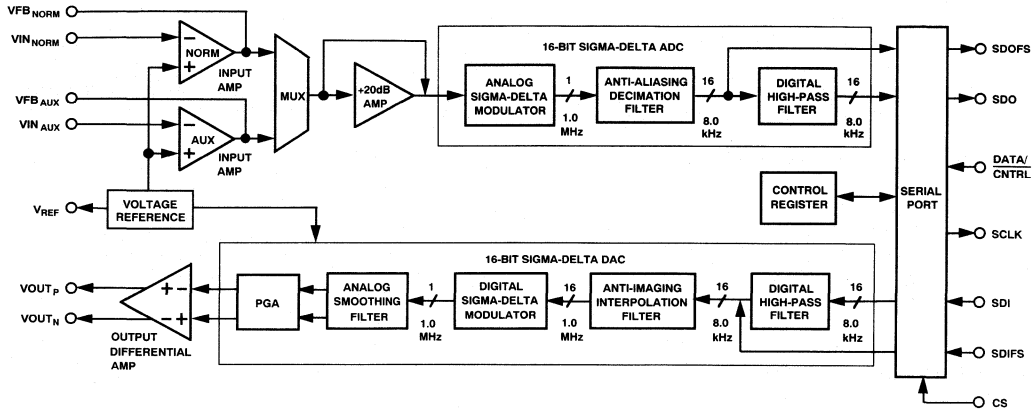 VFB NORM
VIN NORM
NORM
INPUT
AMP
VFB AUX
VIN AUX
AUX
INPUT
AMP
MUX
+20dB
AMP
VREF
VOLTAGE
REFERENCE
16-BIT SIGMA-DELTA ADC
ANALOG
SIGMA-DELTA
MODULATOR
1
1.0
MHz
ANTI-ALIASING
DECIMATION
FILTER
16
8.0
kHz
DIGITAL
HIGH-PASS
FILTER
16
8.0
kHz
CONTROL
REGISTER
SERIAL
PORT
SDOFS
SDO
DATA/
CNTRL
SCLK
SDI
SDIFS
CS
16-BIT SIGMA-DELTA DAC
VOUTP
VOUTN
+ −
− +
OUTPUT
DIFFERENTIAL
AMP
PGA
ANALOG
SMOOTHING
FILTER
1
1.0
MHz
DIGITAL
SIGMA-DELTA
MODULATOR
16
1.0
MHz
ANTI-IMAGING
INTERPOLATION
FILTER
16
8.0
kHz
DIGITAL
HIGH-PASS
FILTER
16
8.0
kHz